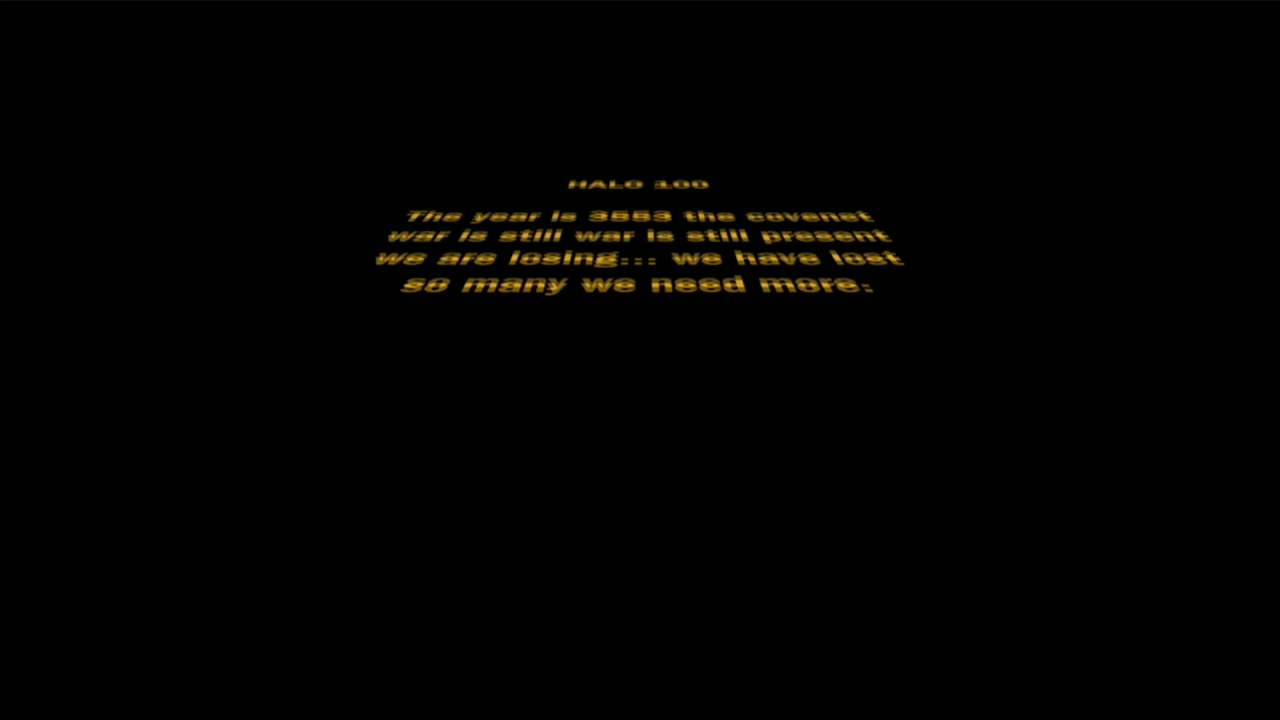 HALO 100
The year is 3553 the covenet
war is still war is still present
we are losing... we have lost
so many we need more.